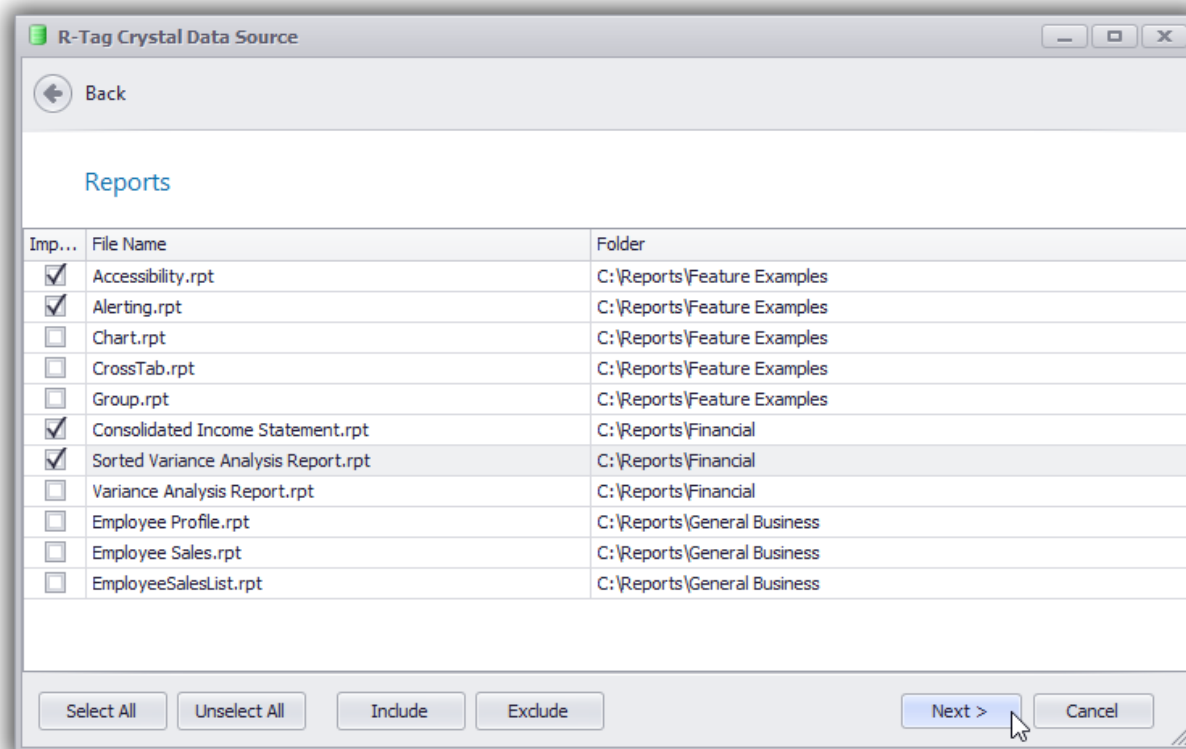 R-Tag Crystal Data Source
Back
Reports
Imp... File Name Folder
Accessibility.rpt C:\Reports\Feature Examples
Alerting.rpt C:\Reports\Feature Examples
Chart.rpt C:\Reports\Feature Examples
CrossTab.rpt C:\Reports\Feature Examples
Group.rpt C:\Reports\Feature Examples
Consolidated Income Statement.rpt C:\Reports\Financial
Sorted Variance Analysis Report.rpt C:\Reports\Financial
Variance Analysis Report.rpt C:\Reports\Financial
Employee Profile.rpt C:\Reports\General Business
Employee Sales.rpt C:\Reports\General Business
EmployeeSalesList.rpt C:\Reports\General Business
Select All Unselect All Include Exclude Next > Cancel